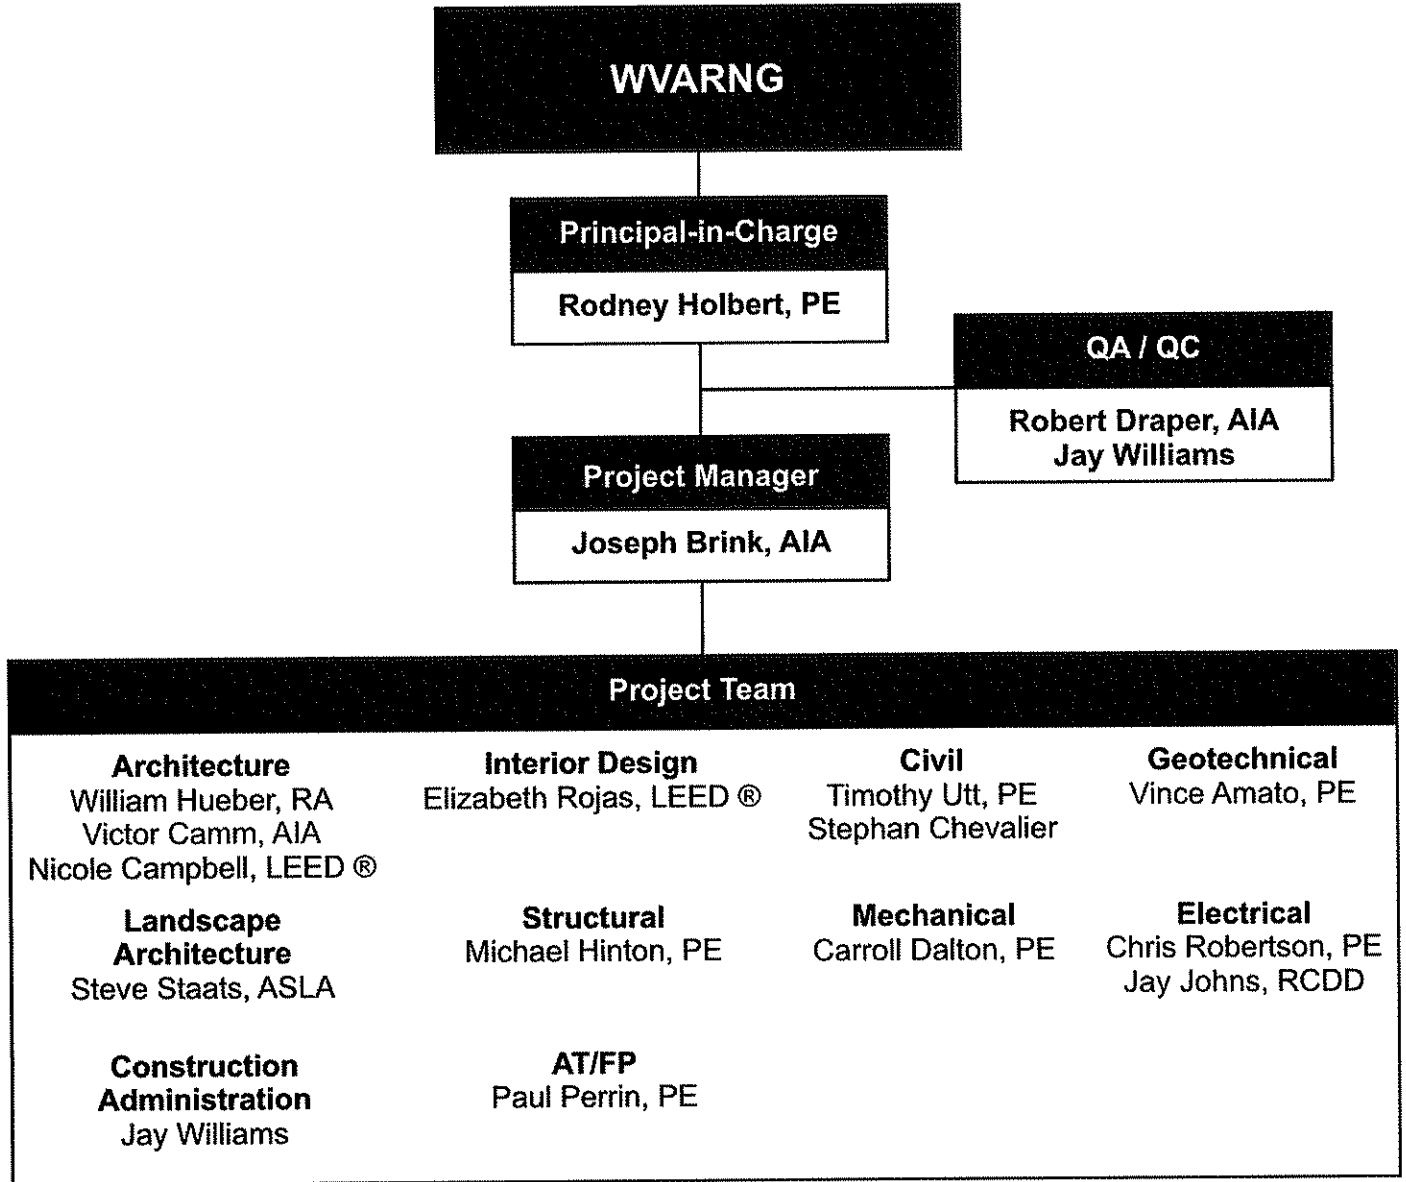 WVARNG
Principal-in-Charge
Rodney Holbert, PE
QA / QC
Robert Draper, AIA
Jay Williams
Project Manager
Joseph Brink, AIA
Project Team
Architecture
William Hueber, RA
Victor Camm, AIA
Nicole Campbell, LEED ®
Interior Design
Elizabeth Rojas, LEED ®
Civil
Timothy Utt, PE
Stephan Chevalier
Geotechnical
Vince Amato, PE
Landscape
Architecture
Steve Staats, ASLA
Structural
Michael Hinton, PE
Mechanical
Carroll Dalton, PE
Electrical
Chris Robertson, PE
Jay Johns, RCDD
Construction
Administration
Jay Williams
AT/FP
Paul Perrin, PE